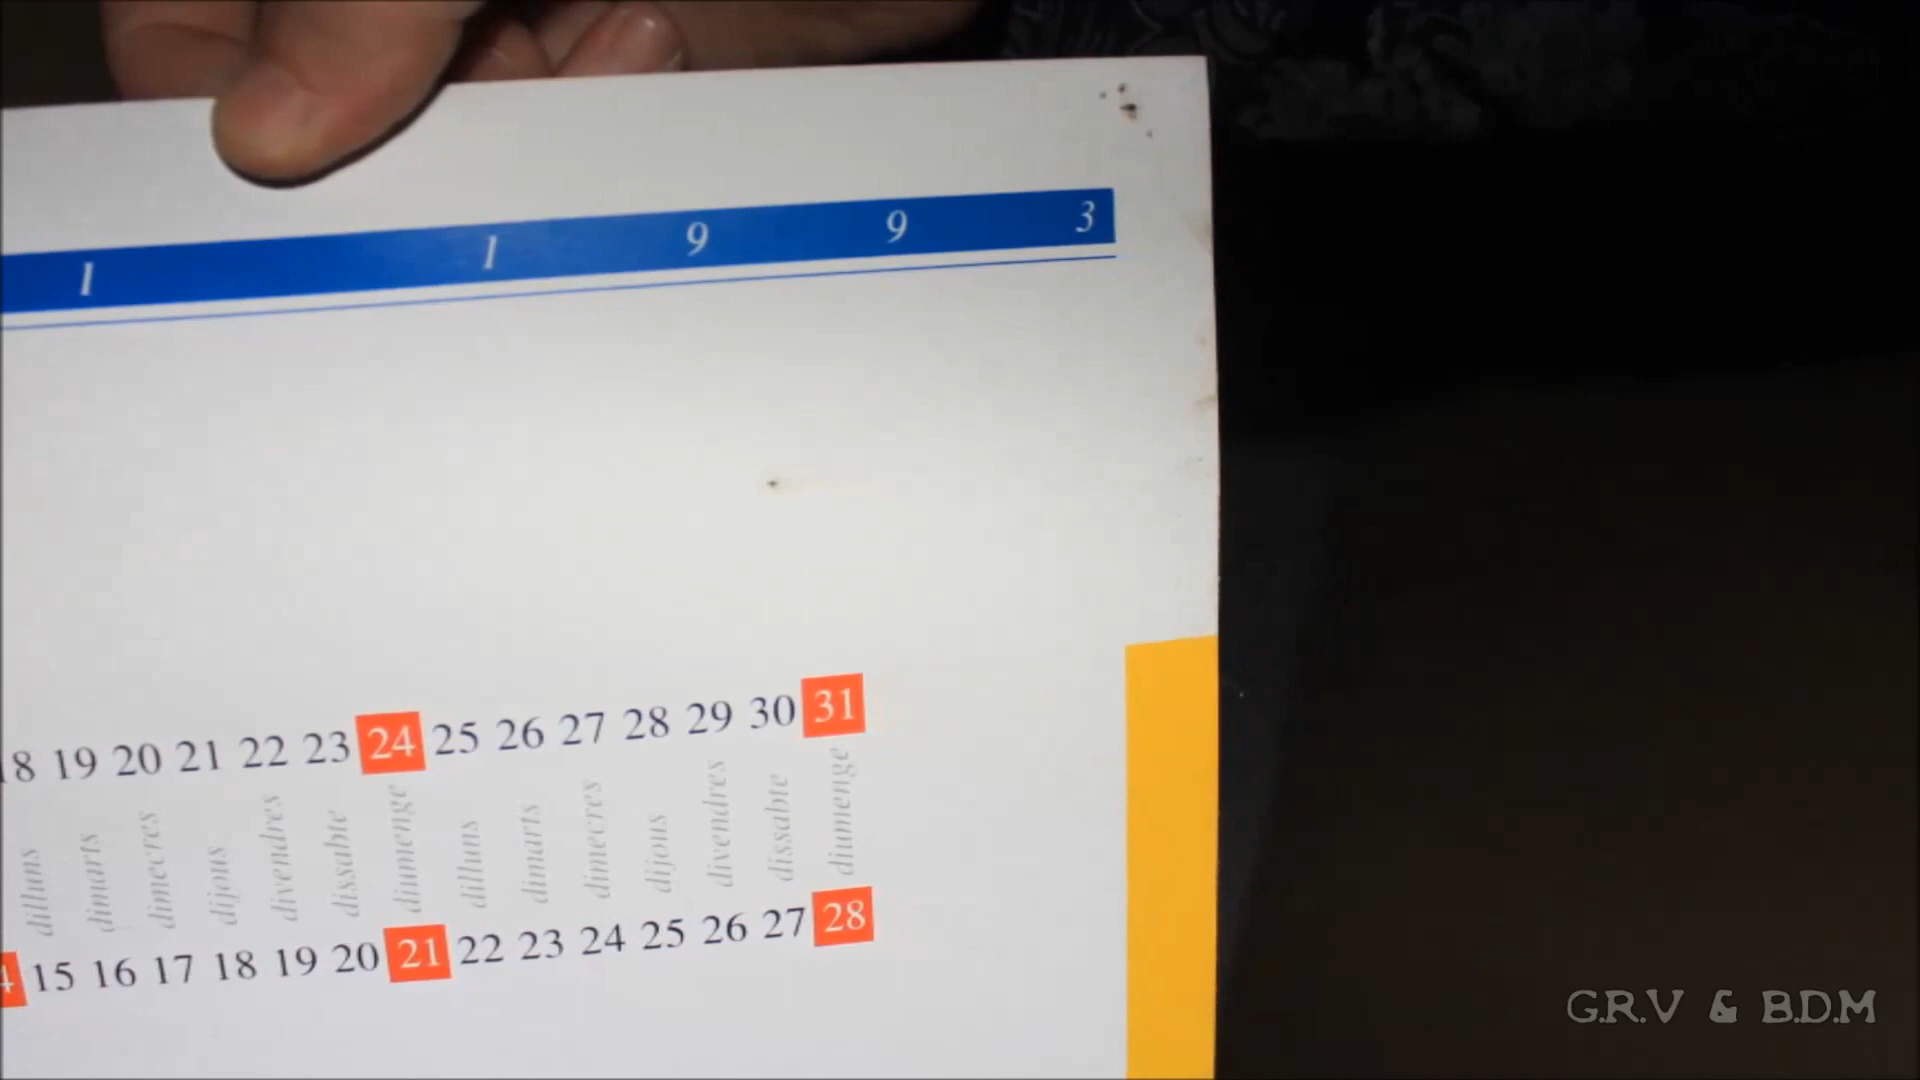 l 1 9 9 3
18 19 20 21 22 23 24 25 26 27 28 29 30 31
dilluns dimarts dimecres dijous divendres dissabte diumenge dilluns dimarts dimecres dijous divendres dissabte diumenge
15 16 17 18 19 20 21 22 23 24 25 26 27 28
G.R.V & B.D.M